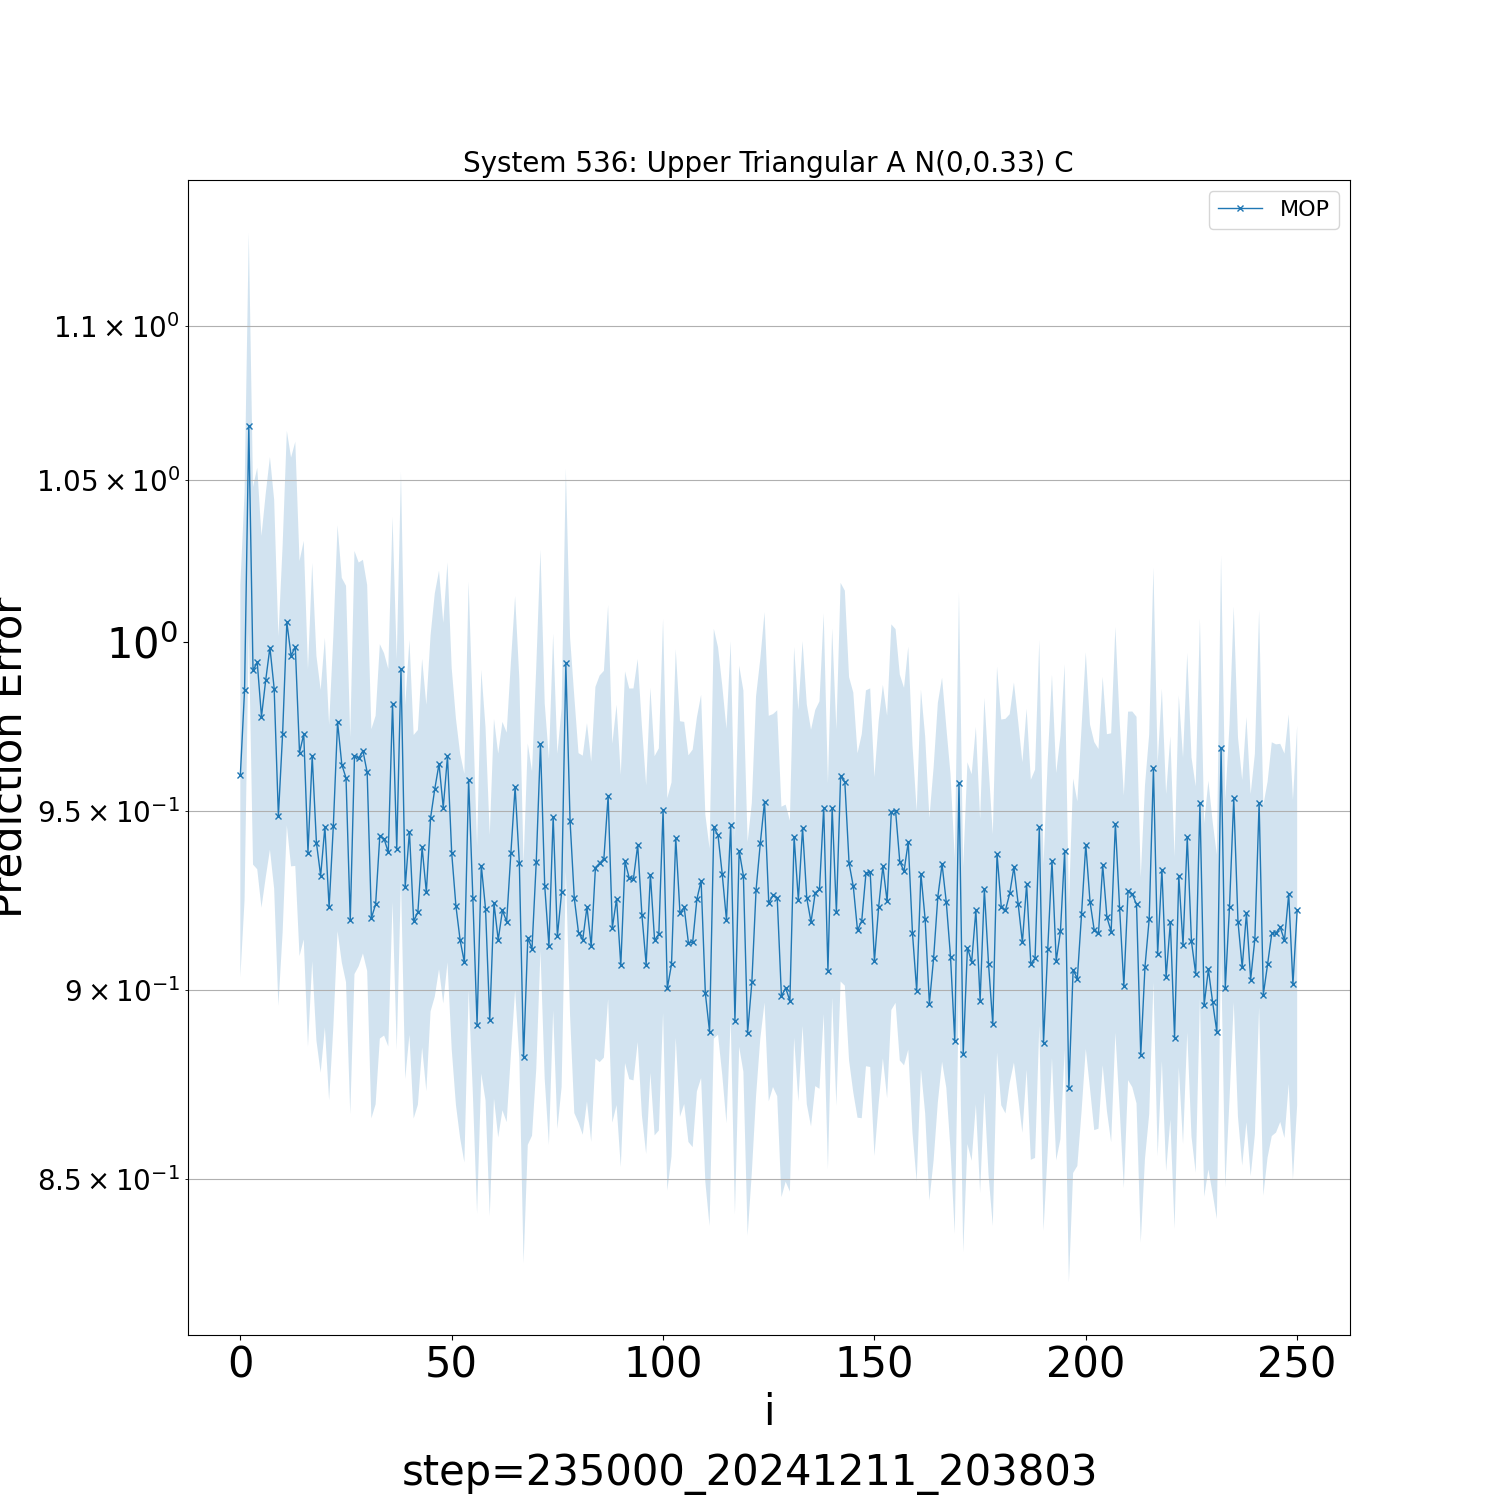 System 536: Upper Triangular A N(0,0.33) C
MOP
Prediction Error
1.1 × 10⁰
1.05 × 10⁰
10⁰
9.5 × 10⁻¹
9 × 10⁻¹
8.5 × 10⁻¹
0 50 100 150 200 250
i
step=235000_20241211_203803